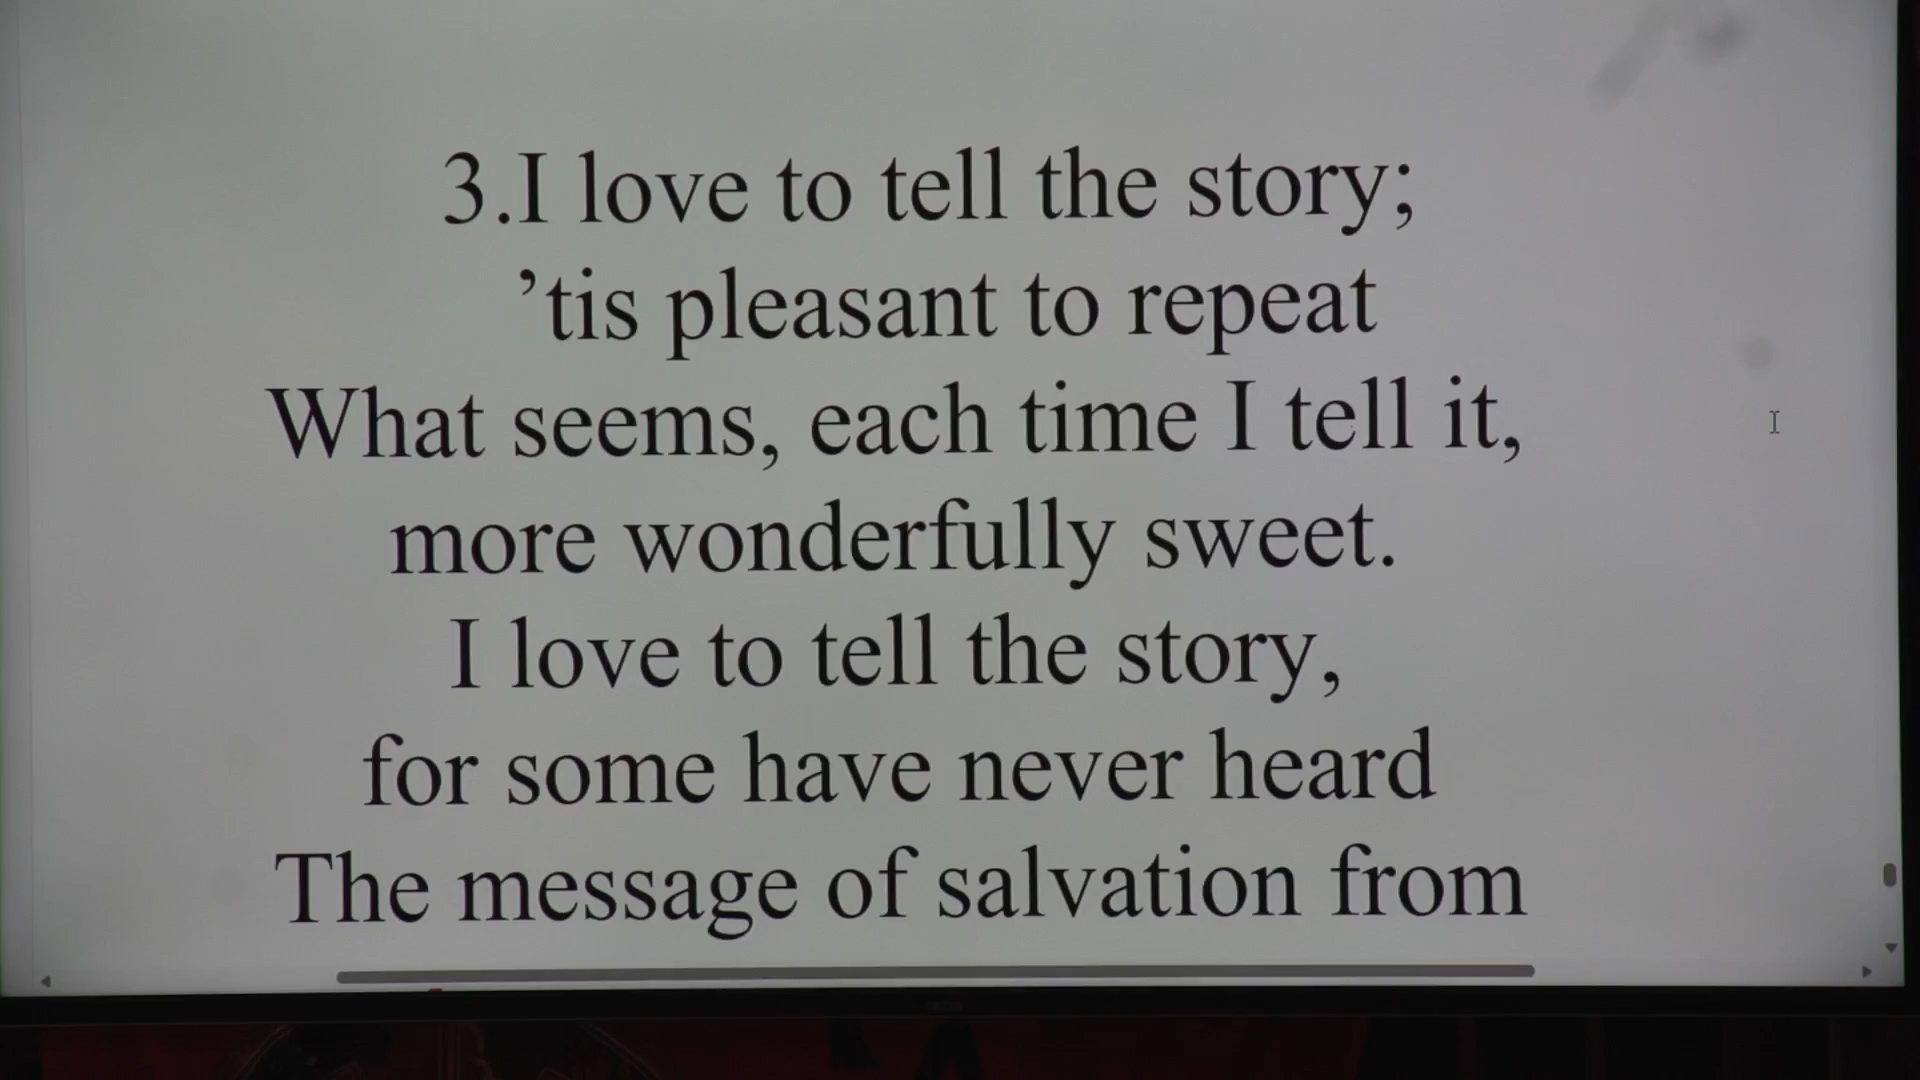 3.I love to tell the story;
’tis pleasant to repeat
What seems, each time I tell it,
more wonderfully sweet.
I love to tell the story,
for some have never heard
The message of salvation from